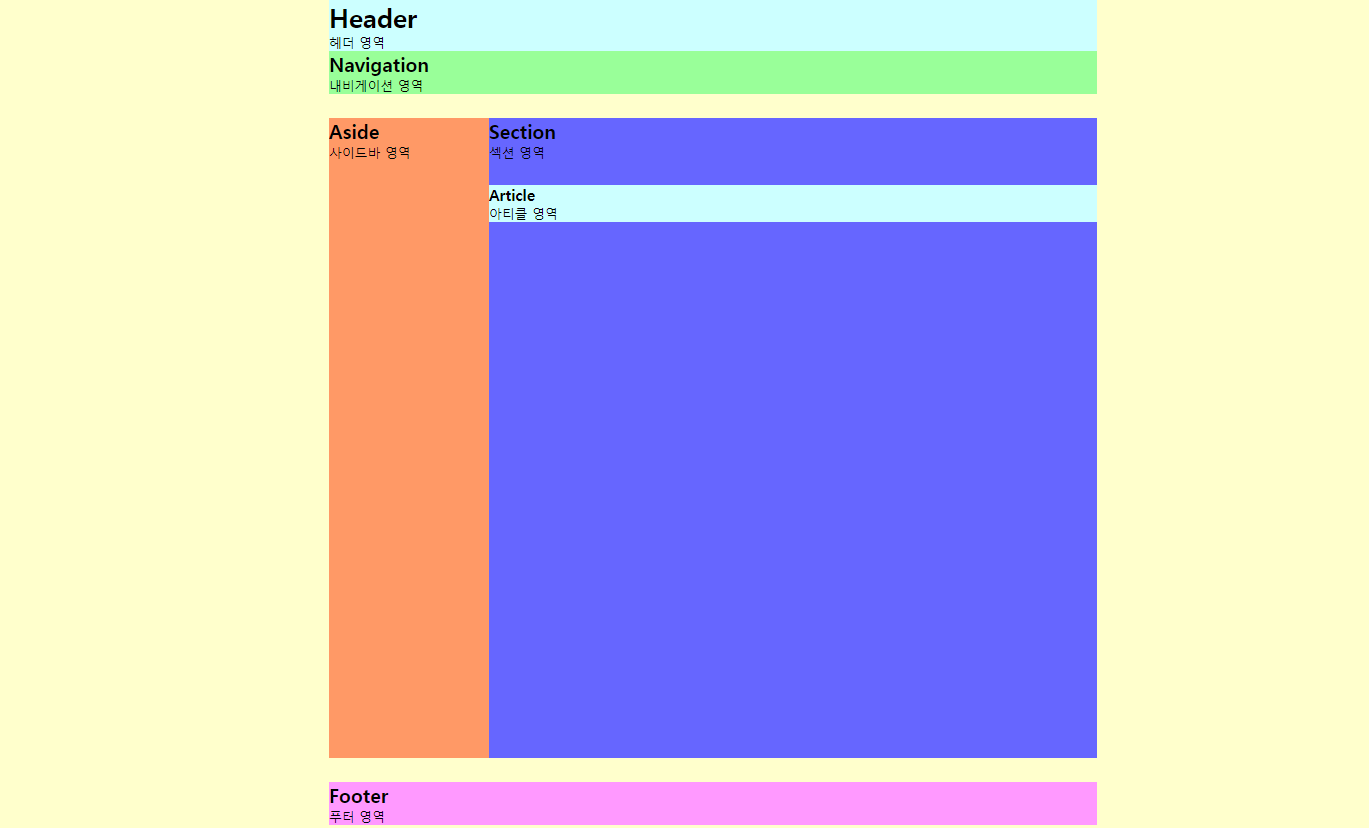 Header
헤더 영역
Navigation
내비게이션 영역
Aside
사이드바 영역
Section
섹션 영역
Article
아티클 영역
Footer
푸터 영역